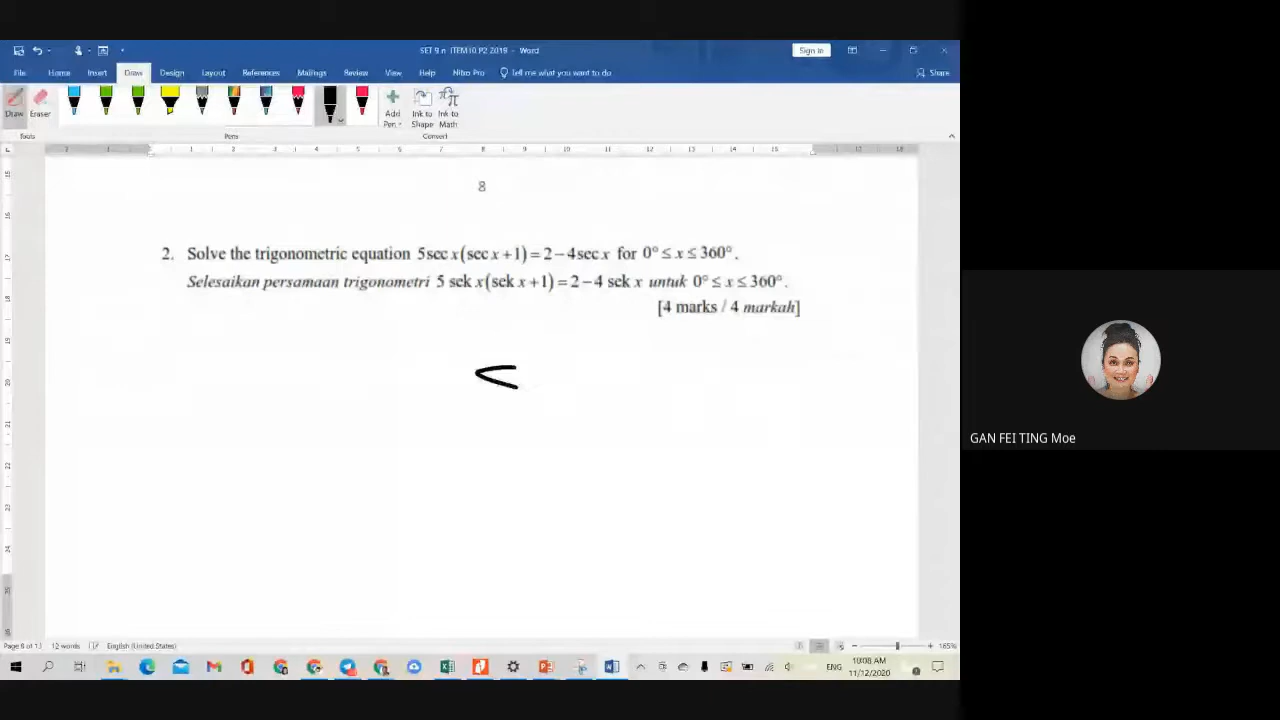 SET 9 n ITEM10 P2 2019 - Word
Sign in
File Home Insert Draw Design Layout References Mailings Review View Help Nitro Pro Tell me what you want to do Share
Draw Eraser Add Pen Ink to Shape Ink to Math
Tools Pens Convert
8
2. Solve the trigonometric equation 5 sec x (sec x + 1) = 2 − 4 sec x for 0° ≤ x ≤ 360°.
Selesaikan persamaan trigonometri 5 sek x (sek x + 1) = 2 − 4 sek x untuk 0° ≤ x ≤ 360°.
[4 marks / 4 markah]
GAN FEI TING Moe
12 words English (United States) 165%
ENG 10:08 AM
11/12/2020